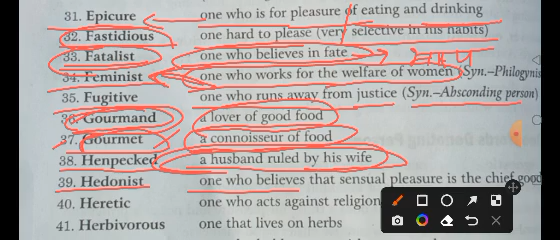 31. Epicure one who is for pleasure of eating and drinking
32. Fastidious one hard to please (very selective in his habits)
33. Fatalist one who believes in fate
34. Feminist one who works for the welfare of women (Syn.–Philogynis
35. Fugitive one who runs away from justice (Syn.–Absconding person)
36. Gourmand a lover of good food
37. Gourmet a connoisseur of food
38. Henpecked a husband ruled by his wife
39. Hedonist one who believes that sensual pleasure is the chief good
40. Heretic one who acts against religion
41. Herbivorous one that lives on herbs